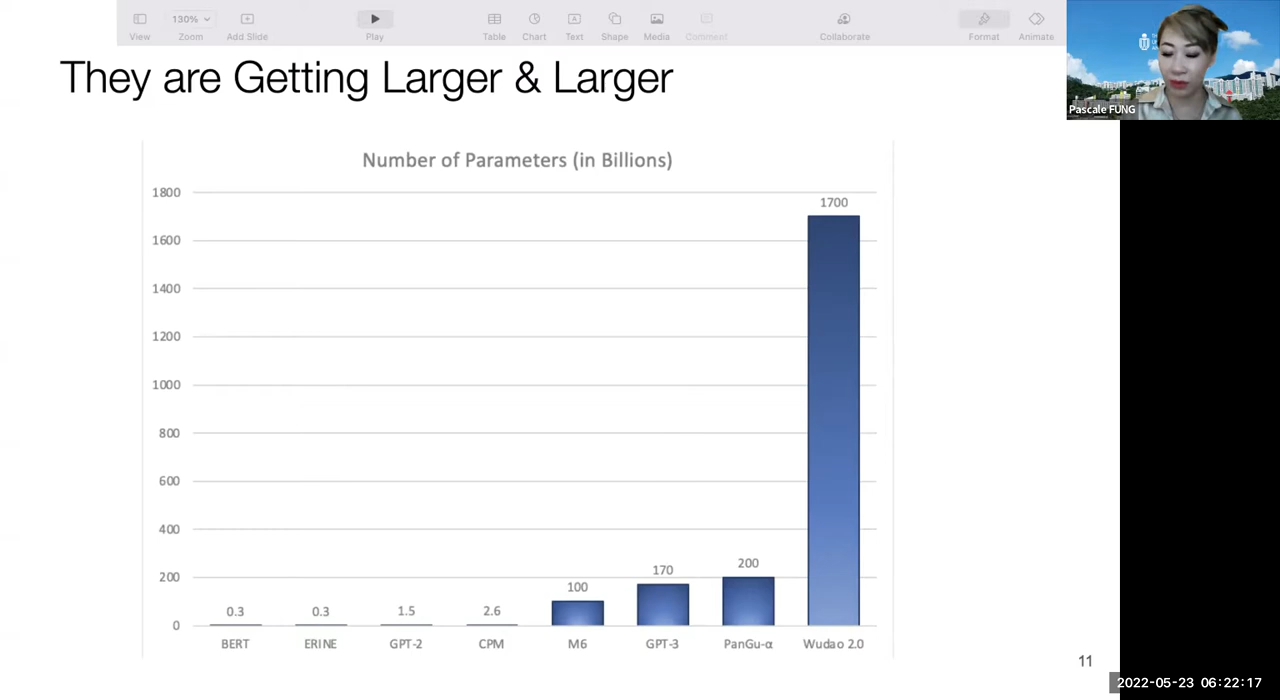 130%
View Zoom Add Slide Play Table Chart Text Shape Media Comment Collaborate Format Animate
Pascale FUNG
They are Getting Larger & Larger
Number of Parameters (in Billions)
1800
1700
1600
1400
1200
1000
800
600
400
200
0
0.3 0.3 1.5 2.6 100 170 200
BERT ERINE GPT-2 CPM M6 GPT-3 PanGu-α Wudao 2.0
11
2022-05-23 06:22:17